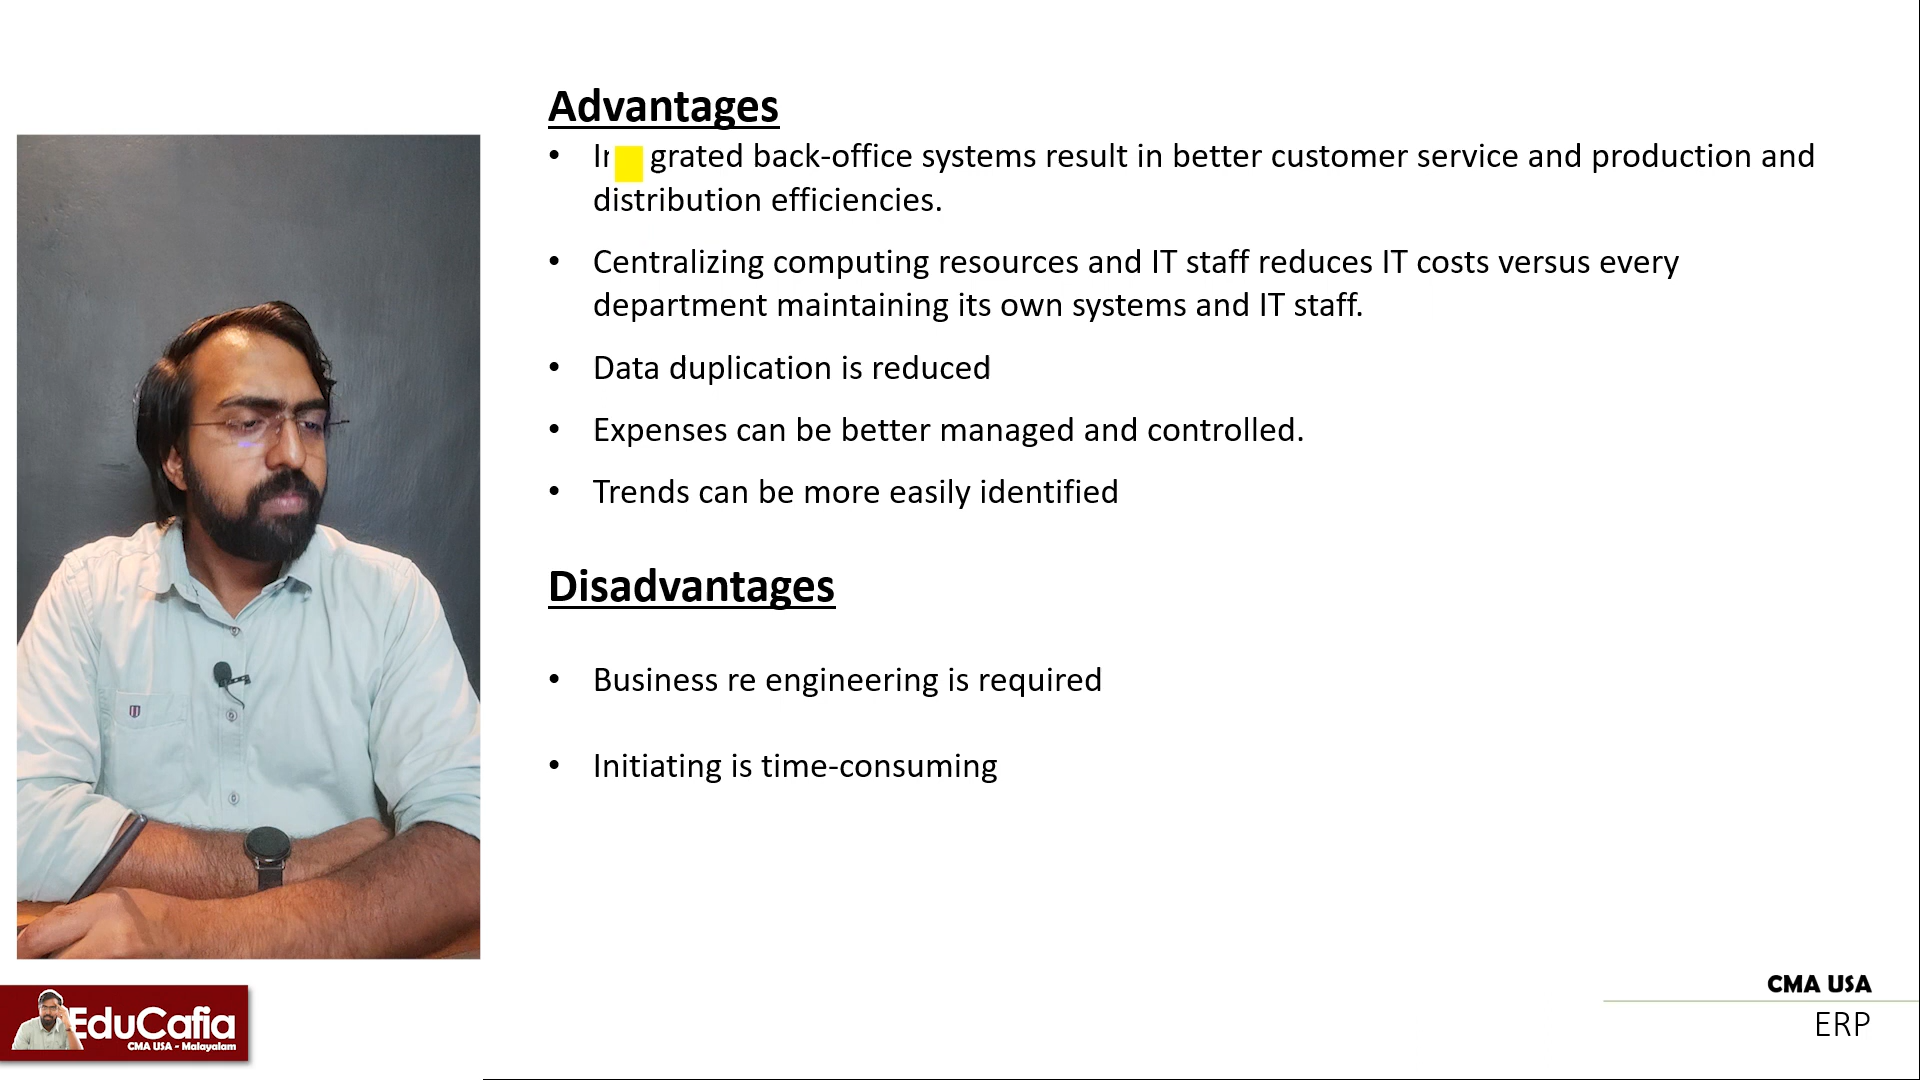 Advantages
• grated back-office systems result in better customer service and production and
distribution efficiencies.
• Centralizing computing resources and IT staff reduces IT costs versus every
department maintaining its own systems and IT staff.
• Data duplication is reduced
• Expenses can be better managed and controlled.
• Trends can be more easily identified
Disadvantages
• Business re engineering is required
• Initiating is time-consuming
EduCafia
CMA USA - Malayalam
CMA USA
ERP